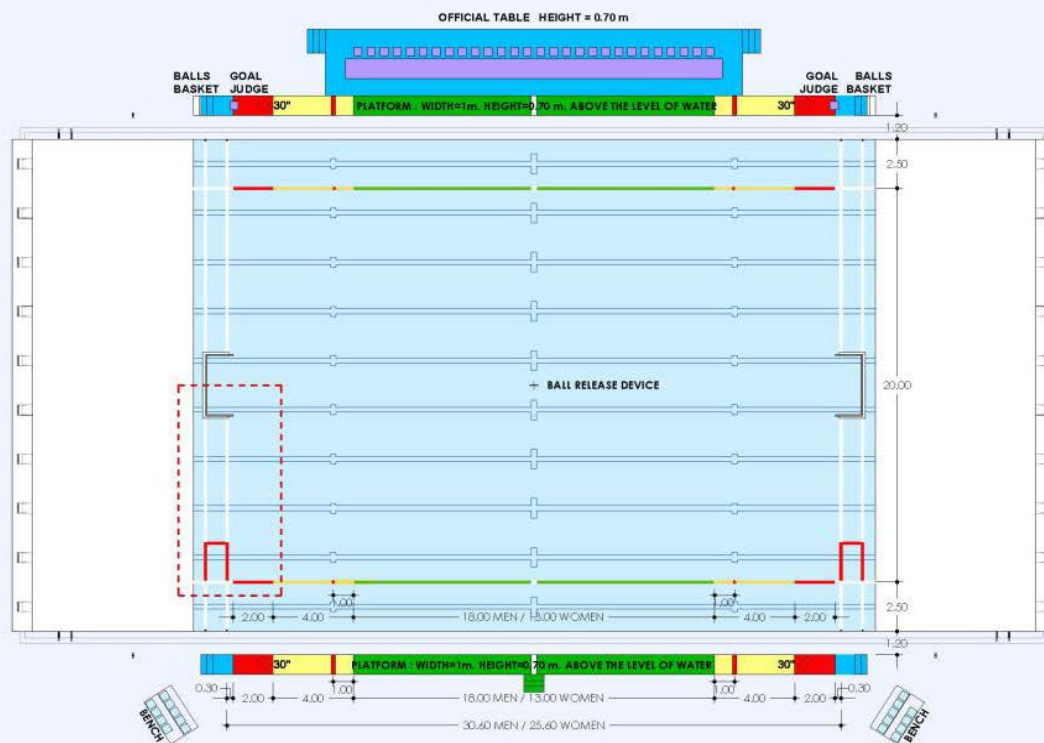 OFFICIAL TABLE HEIGHT = 0.70 m
BALLS BASKET
GOAL JUDGE
GOAL JUDGE
BALLS BASKET
30"
PLATFORM : WIDTH=1m. HEIGHT=0.70 m. ABOVE THE LEVEL OF WATER
30"
1.20
2.50
BALL RELEASE DEVICE
20.00
1.00
1.00
2.00
4.00
18.00 MEN / 13.00 WOMEN
4.00
2.00
2.50
1.20
30"
PLATFORM : WIDTH=1m. HEIGHT=0.70 m. ABOVE THE LEVEL OF WATER
30"
0.30
2.00
4.00
1.00
18.00 MEN / 13.00 WOMEN
1.00
4.00
2.00
0.30
30.60 MEN / 25.60 WOMEN
BENCH
BENCH